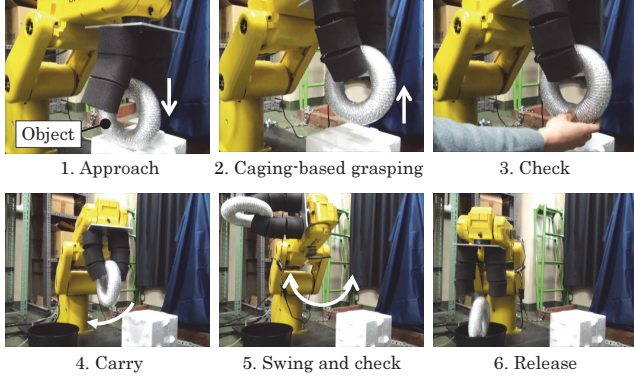 Object
1. Approach
2. Caging-based grasping
3. Check
4. Carry
5. Swing and check
6. Release